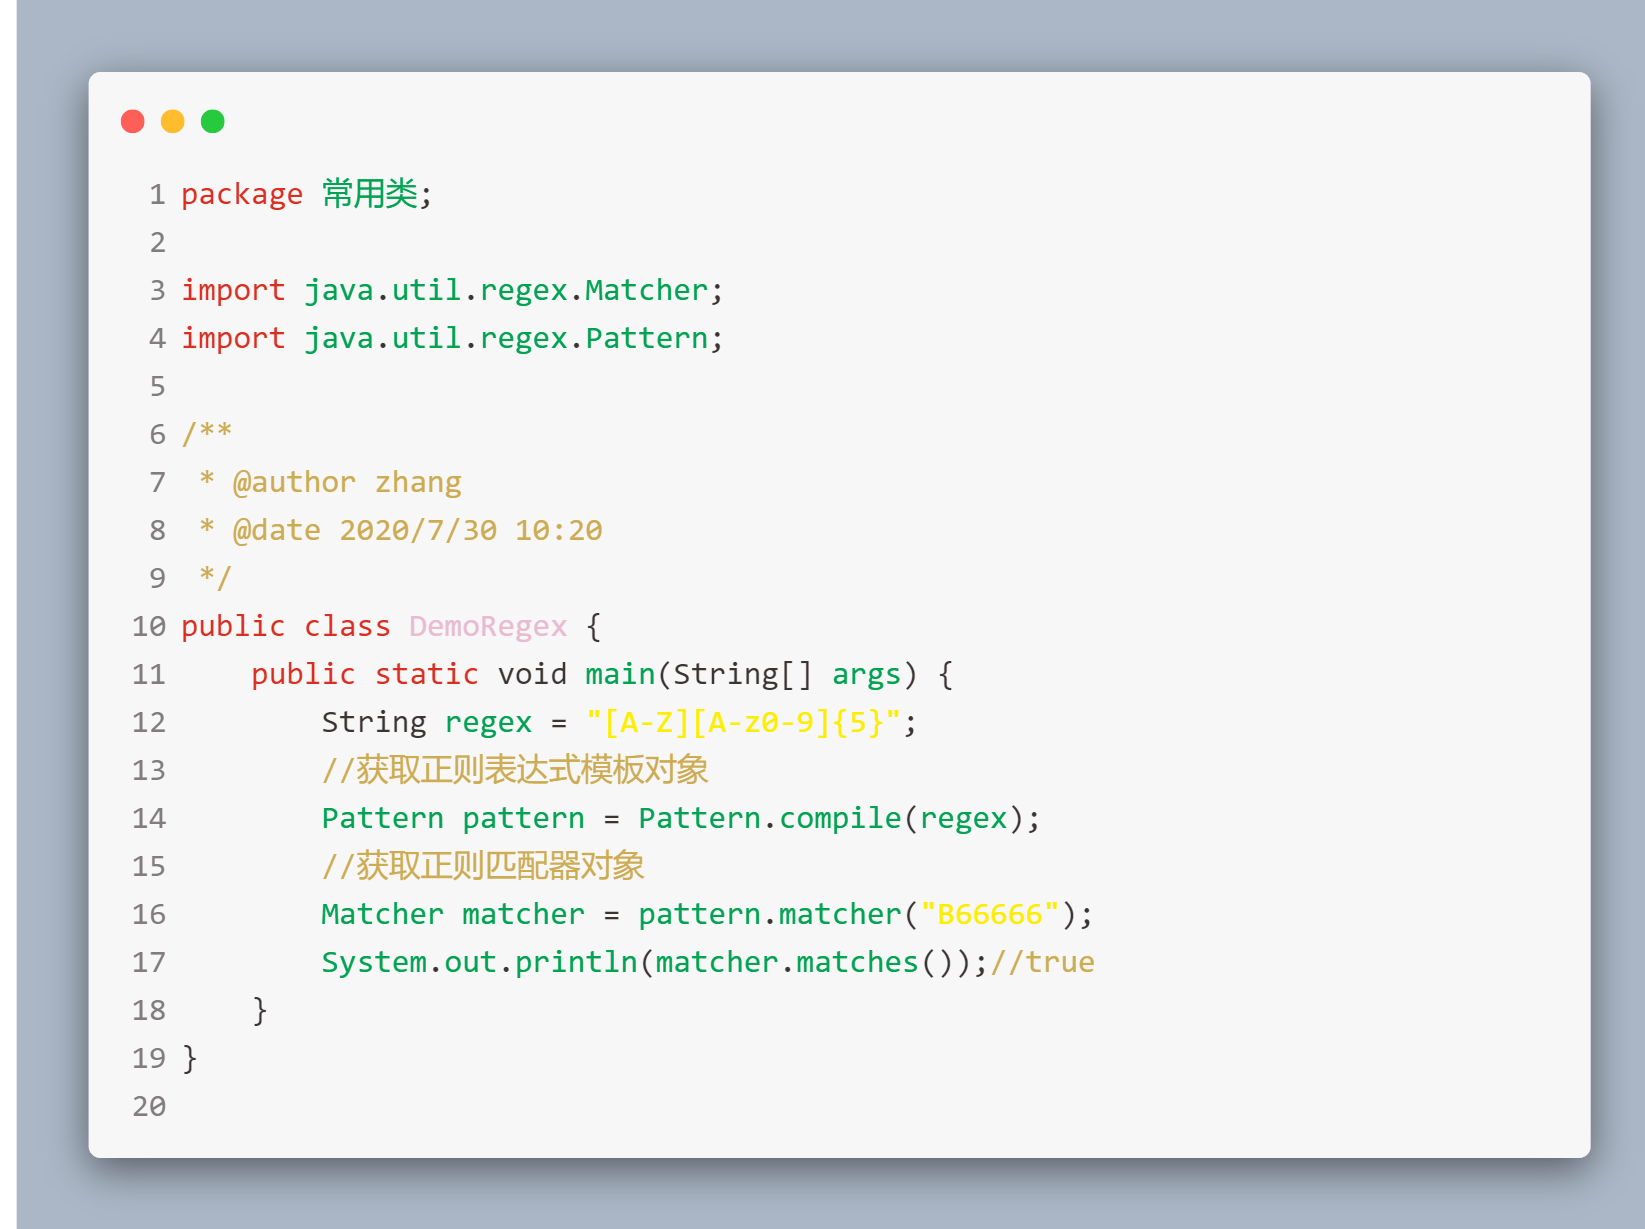 1 package 常用类;
2
3 import java.util.regex.Matcher;
4 import java.util.regex.Pattern;
5
6 /**
7  * @author zhang
8  * @date 2020/7/30 10:20
9  */
10 public class DemoRegex {
11     public static void main(String[] args) {
12         String regex = "[A-Z][A-z0-9]{5}";
13         //获取正则表达式模板对象
14         Pattern pattern = Pattern.compile(regex);
15         //获取正则匹配器对象
16         Matcher matcher = pattern.matcher("B66666");
17         System.out.println(matcher.matches());//true
18     }
19 }
20